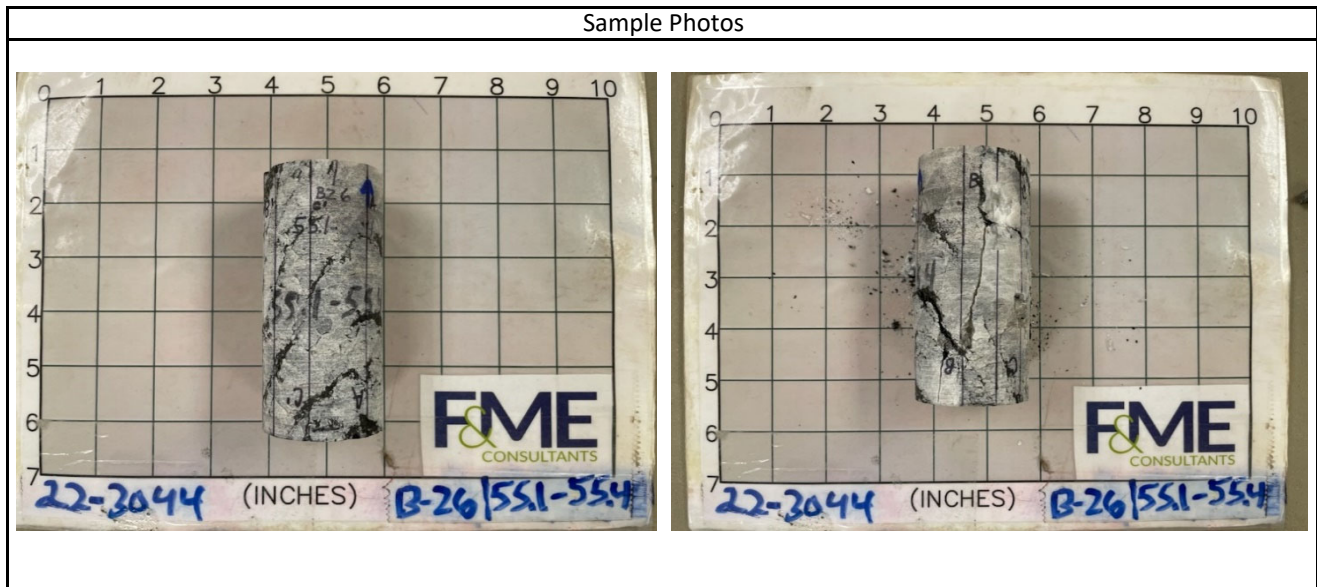 Sample Photos
0 1 2 3 4 5 6 7 8 9 10
1
2
3
4
5
6
7
B26
55.1-
55.1-55.4
C
A
F&ME
CONSULTANTS
22-3044 (INCHES) B-26/55.1-55.4
0 1 2 3 4 5 6 7 8 9 10
1
2
3
4
5
6
7
B
B
C
F&ME
CONSULTANTS
22-3044 (INCHES) B-26/55.1-55.4